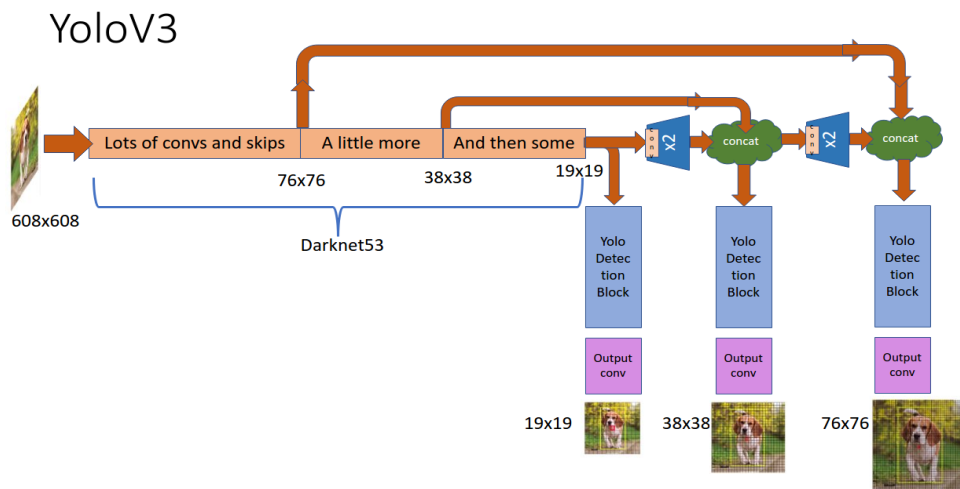 YoloV3
Lots of convs and skips
A little more
And then some
x2
concat
x2
concat
76x76
38x38
19x19
608x608
Darknet53
Yolo
Detec
tion
Block
Yolo
Detec
tion
Block
Yolo
Detec
tion
Block
Output
conv
Output
conv
Output
conv
19x19
38x38
76x76